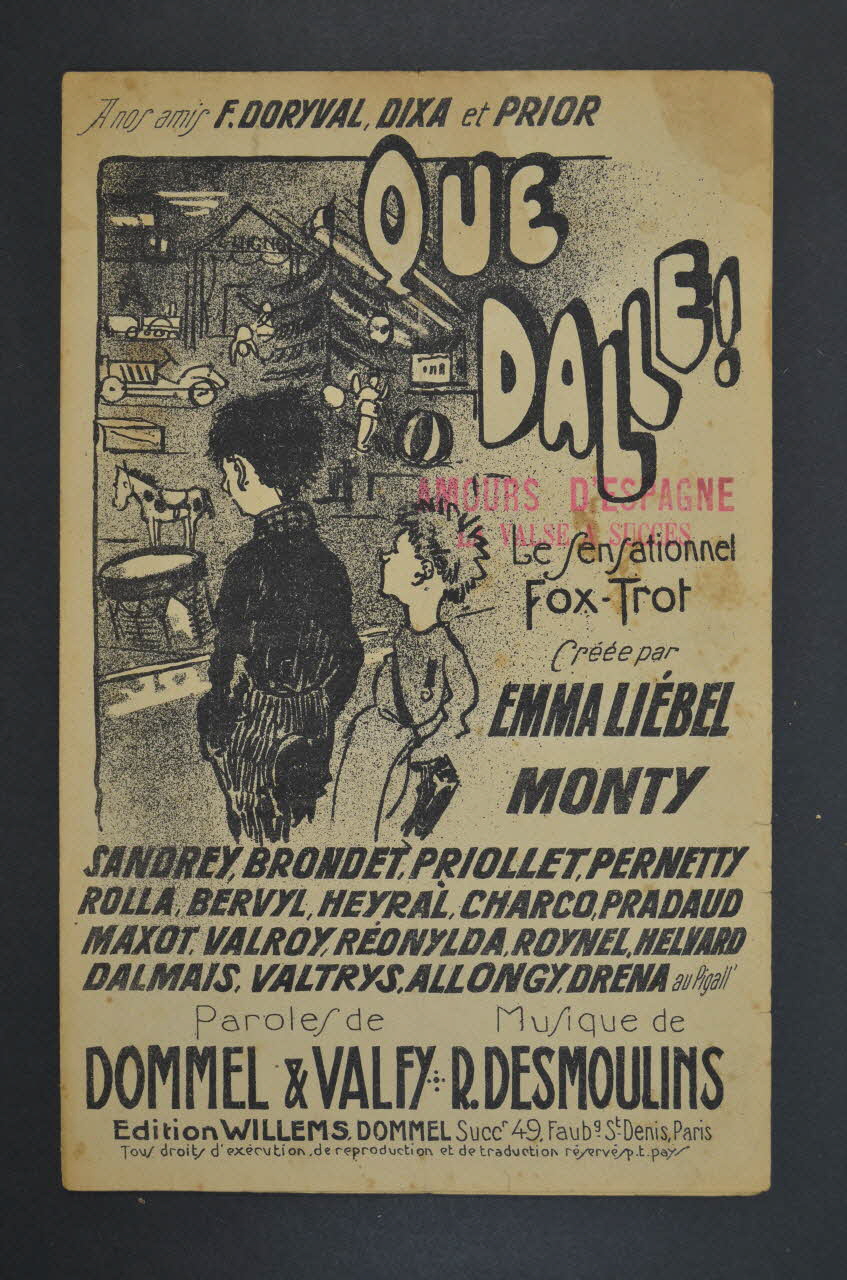 A nos amis F. DORYVAL, DIXA et PRIOR
QUE
DALLE!
AMOURS D'ESPAGNE
LA VALSE A SUCCES
Le Sensationnel
Fox-Trot
Créée par
EMMA LIÉBEL
MONTY
SANDREY, BRONDET, PRIOLLET, PERNETTY
ROLLA, BERVYL, HEYRAL, CHARCO, PRADAUD
MAXOT, VALROY, RÉONYLDA, ROYNEL, HELVARD
DALMAIS, VALTRYS, ALLONGY, DRENA au Pigall'
Paroles de Musique de
DOMMEL & VALFY R. DESMOULINS
Edition WILLEMS, DOMMEL Succr 49, Faubg St Denis, Paris
Tous droits d'exécution, de reproduction et de traduction réservés p. t. pays